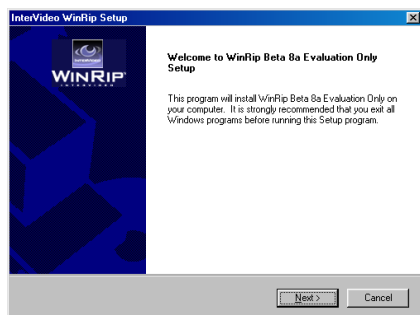 InterVideo WinRip Setup
WINRIP
INTERVIDEO
Welcome to WinRip Beta 8a Evaluation Only
Setup
This program will install WinRip Beta 8a Evaluation Only on
your computer. It is strongly recommended that you exit all
Windows programs before running this Setup program.
Next >
Cancel